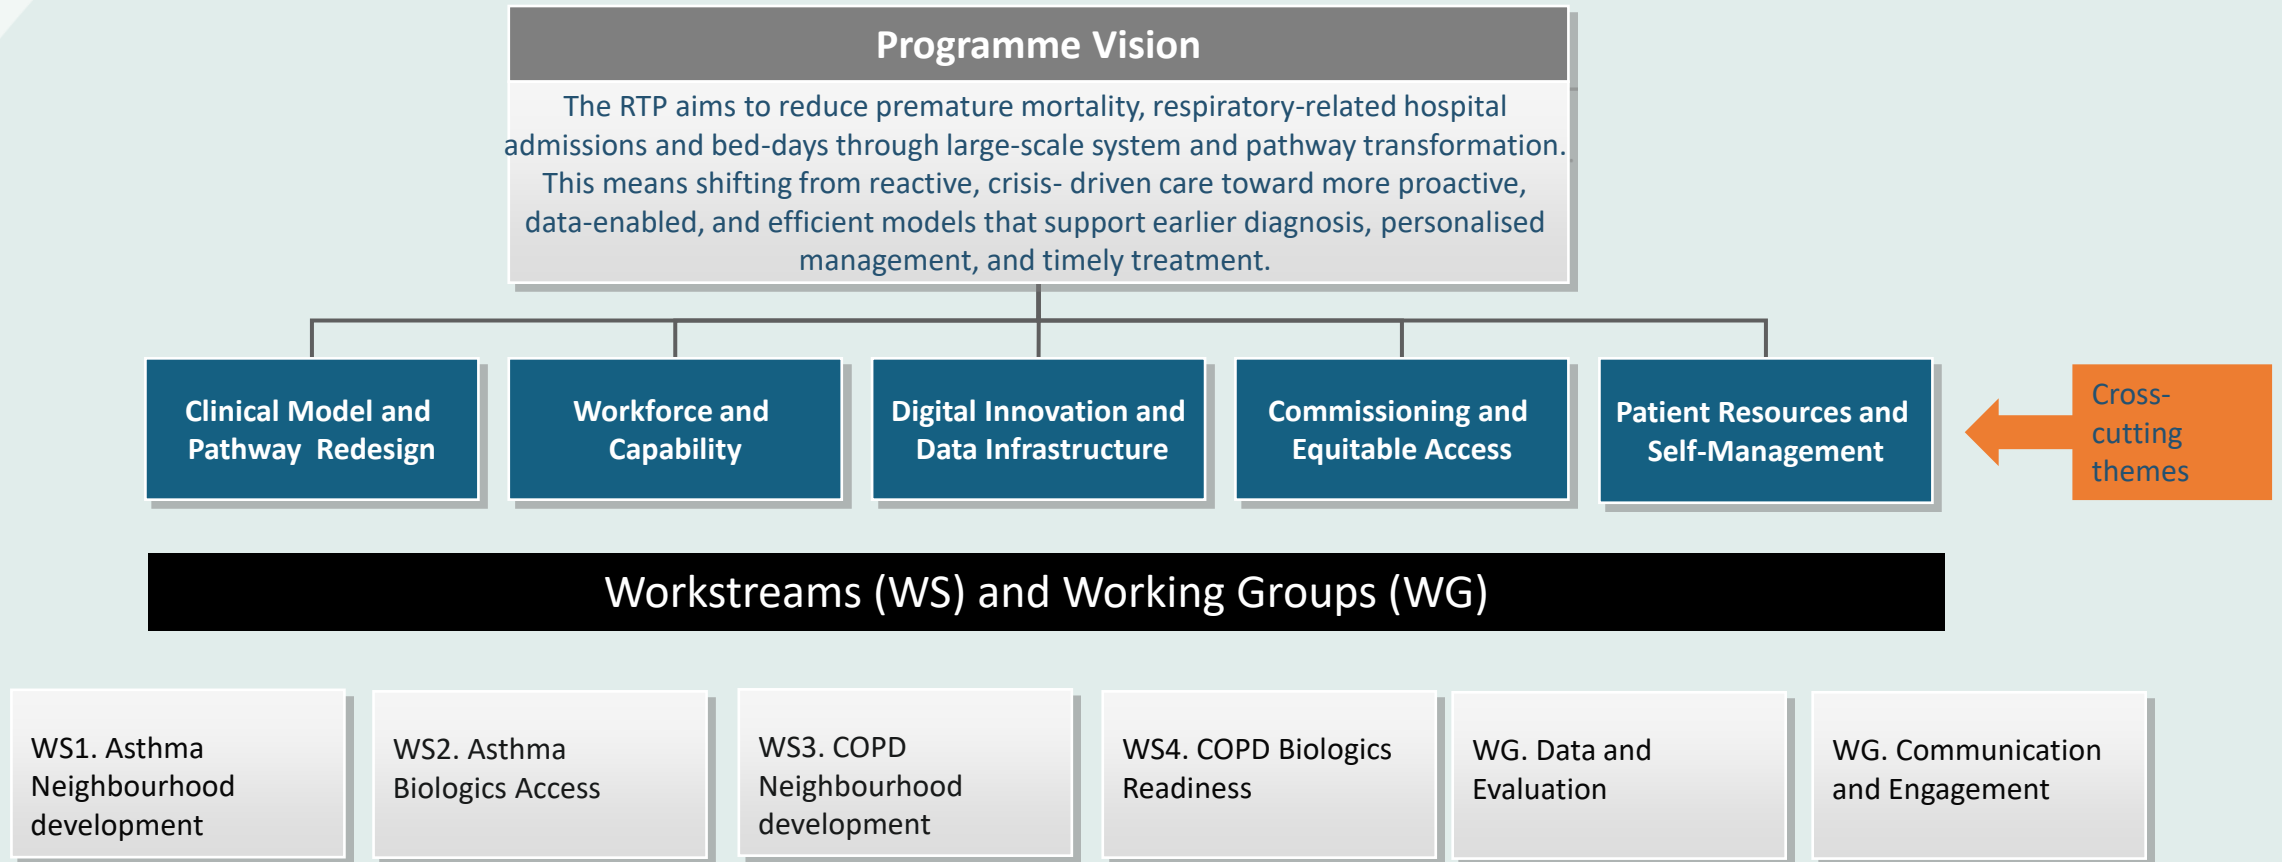 Programme Vision
The RTP aims to reduce premature mortality, respiratory-related hospital
admissions and bed-days through large-scale system and pathway transformation.
This means shifting from reactive, crisis- driven care toward more proactive,
data-enabled, and efficient models that support earlier diagnosis, personalised
management, and timely treatment.
Clinical Model and
Pathway Redesign
Workforce and
Capability
Digital Innovation and
Data Infrastructure
Commissioning and
Equitable Access
Patient Resources and
Self-Management
Cross-
cutting
themes
Workstreams (WS) and Working Groups (WG)
WS1. Asthma
Neighbourhood
development
WS2. Asthma
Biologics Access
WS3. COPD
Neighbourhood
development
WS4. COPD Biologics
Readiness
WG. Data and
Evaluation
WG. Communication
and Engagement